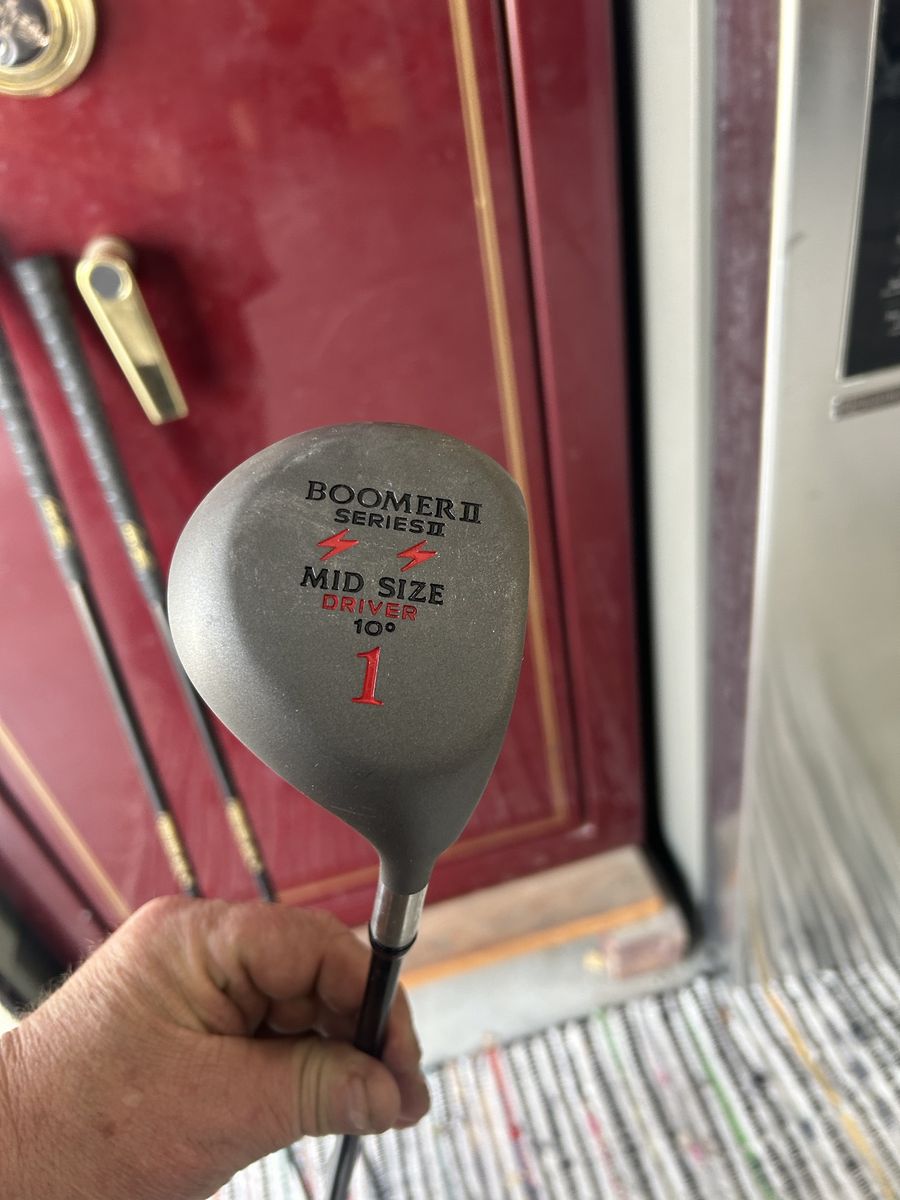 BOOMER II
SERIES II
MID SIZE
DRIVER
10°
1